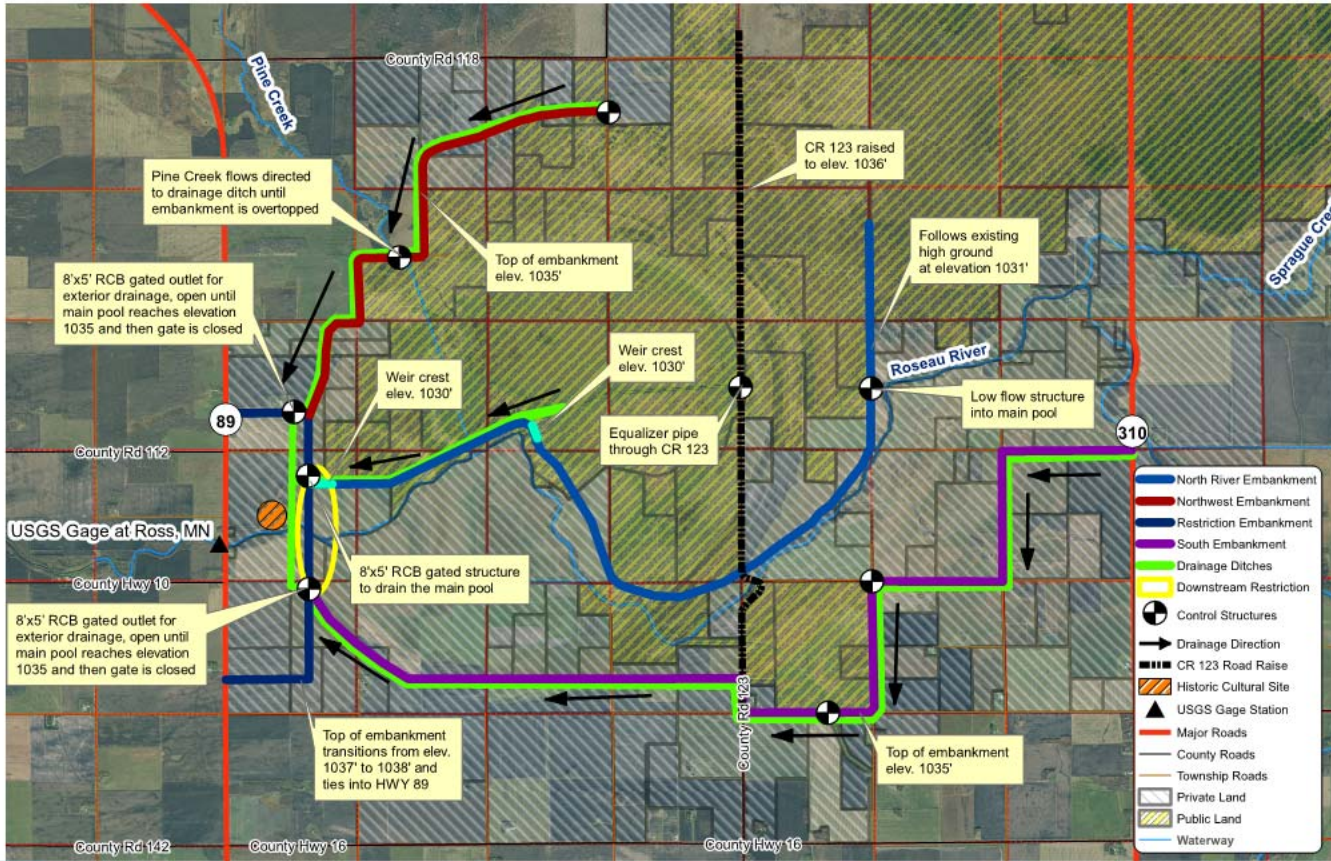 County Rd 118
Pine Creek
CR 123 raised
to elev. 1036'
Pine Creek flows directed
to drainage ditch until
embankment is overtopped
Top of embankment
elev. 1035'
Follows existing
high ground
at elevation 1031'
Sprague Creek
8'x5' RCB gated outlet for
exterior drainage, open until
main pool reaches elevation
1035 and then gate is closed
Weir crest
elev. 1030'
Weir crest
elev. 1030'
Roseau River
Low flow structure
into main pool
Equalizer pipe
through CR 123
89
310
County Rd 112
USGS Gage at Ross, MN
County Hwy 10
8'x5' RCB gated structure
to drain the main pool
8'x5' RCB gated outlet for
exterior drainage, open until
main pool reaches elevation
1035 and then gate is closed
County Rd 123
Top of embankment
transitions from elev.
1037' to 1038' and
ties into HWY 89
Top of embankment
elev. 1035'
County Rd 142
County Hwy 16
County Hwy 16
North River Embankment
Northwest Embankment
Restriction Embankment
South Embankment
Drainage Ditches
Downstream Restriction
Control Structures
Drainage Direction
CR 123 Road Raise
Historic Cultural Site
USGS Gage Station
Major Roads
County Roads
Township Roads
Private Land
Public Land
Waterway